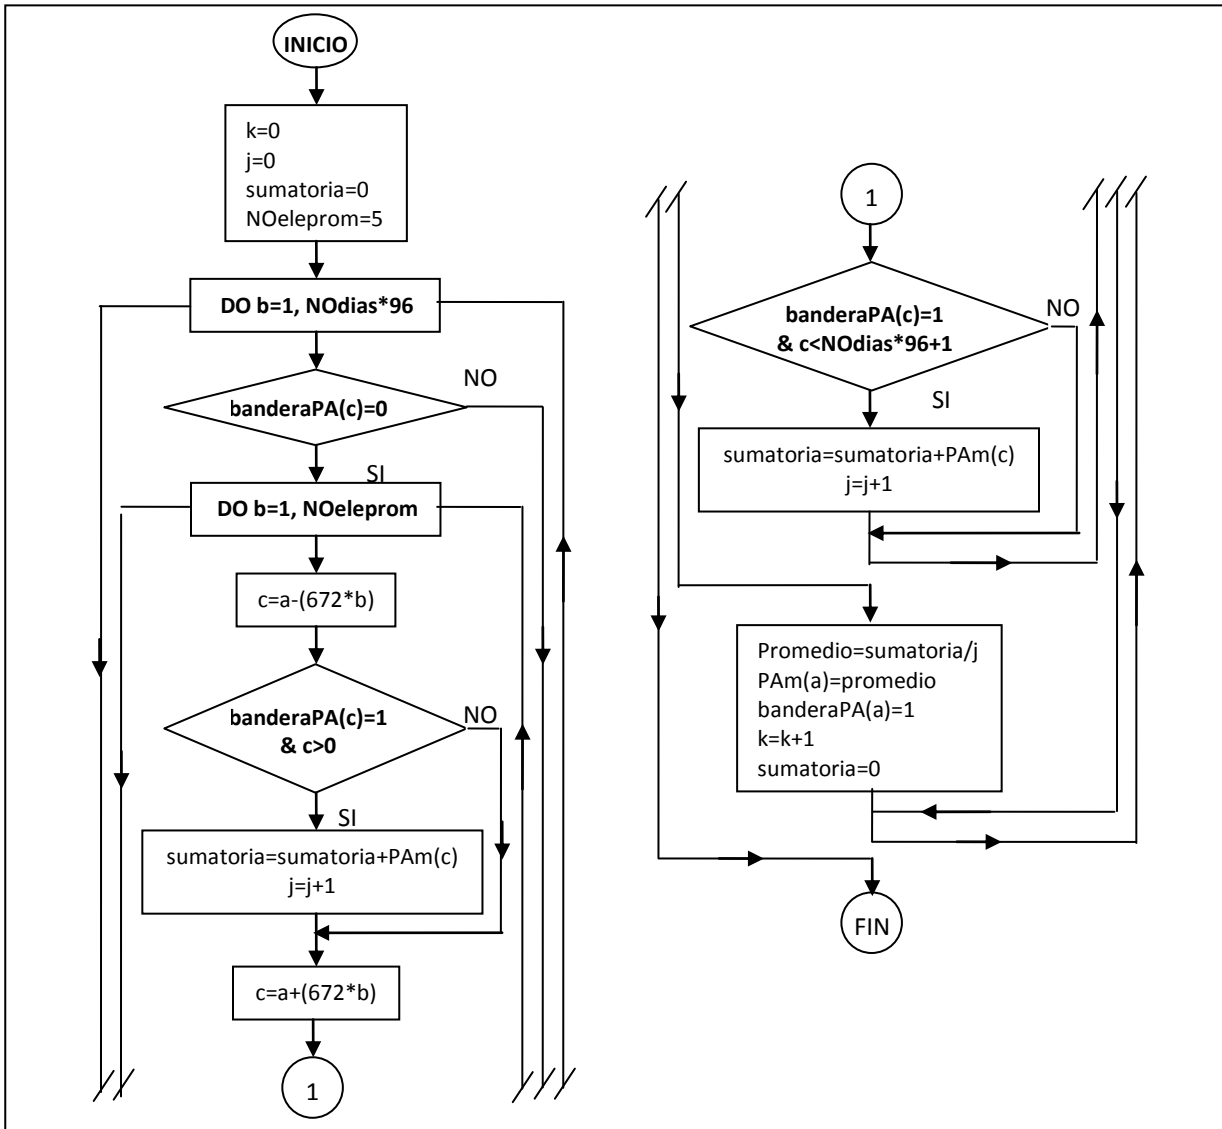 INICIO
k=0
j=0
sumatoria=0
NOeleprom=5
DO b=1, NOdias*96
NO
banderaPA(c)=0
SI
DO b=1, NOeleprom
c=a-(672*b)
banderaPA(c)=1
& c>0
NO
SI
sumatoria=sumatoria+PAm(c)
j=j+1
c=a+(672*b)
1
1
banderaPA(c)=1
& c<NOdias*96+1
NO
SI
sumatoria=sumatoria+PAm(c)
j=j+1
Promedio=sumatoria/j
PAm(a)=promedio
banderaPA(a)=1
k=k+1
sumatoria=0
FIN